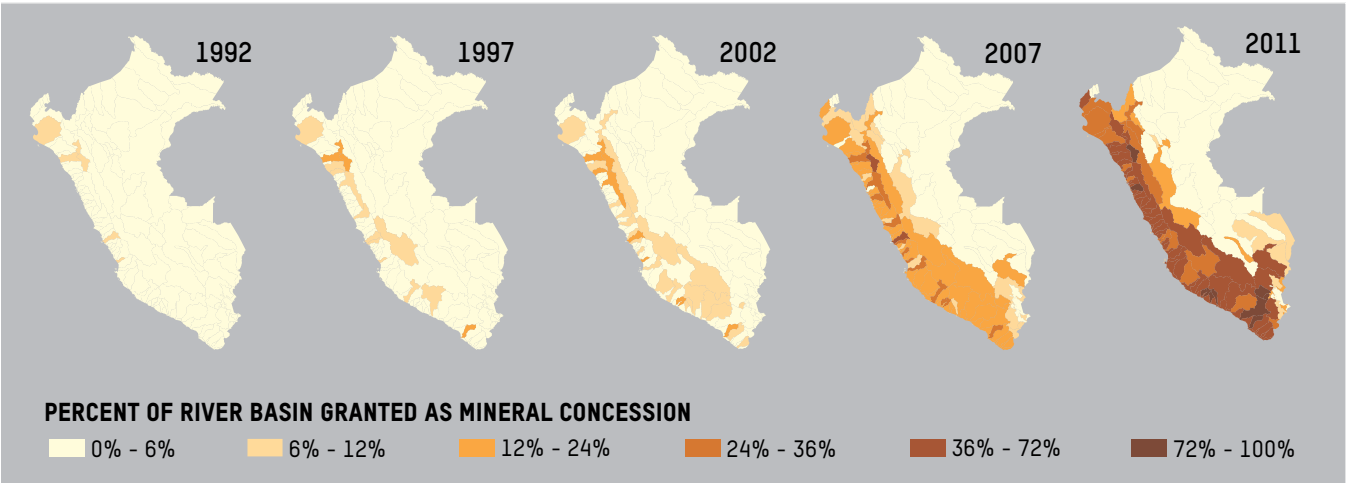 1992
1997
2002
2007
2011
PERCENT OF RIVER BASIN GRANTED AS MINERAL CONCESSION
0% - 6%
6% - 12%
12% - 24%
24% - 36%
36% - 72%
72% - 100%